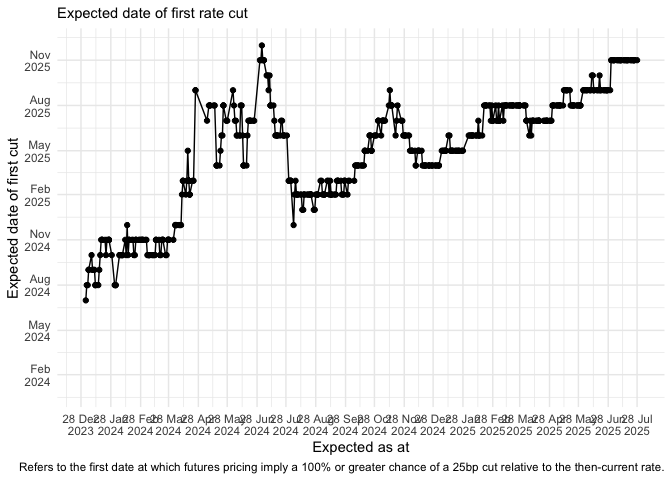 Expected date of first rate cut
Nov
2025
Aug
2025
May
2025
Feb
2025
Nov
2024
Aug
2024
May
2024
Feb
2024
Expected date of first cut
28 Dec 28 Jan 28 Feb 28 Mar 28 Apr 28 May 28 Jun 28 Jul 28 Aug 28 Sep 28 Oct 28 Nov 28 Dec 28 Jan 28 Feb 28 Mar 28 Apr 28 May 28 Jun 28 Jul
2023 2024 2024 2024 2024 2024 2024 2024 2024 2024 2024 2024 2024 2025 2025 2025 2025 2025 2025 2025
Expected as at
Refers to the first date at which futures pricing imply a 100% or greater chance of a 25bp cut relative to the then-current rate.